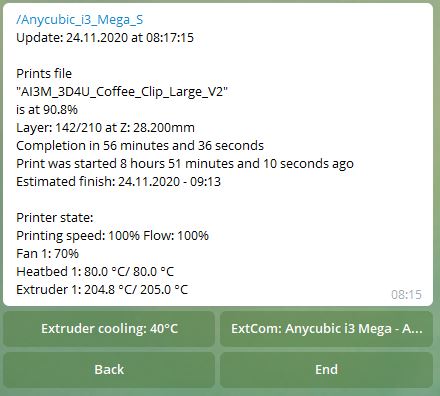 /Anycubic_i3_Mega_S
Update: 24.11.2020 at 08:17:15
Prints file
"AI3M_3D4U_Coffee_Clip_Large_V2"
is at 90.8%
Layer: 142/210 at Z: 28.200mm
Completion in 56 minutes and 36 seconds
Print was started 8 hours 51 minutes and 10 seconds ago
Estimated finish: 24.11.2020 - 09:13
Printer state:
Printing speed: 100% Flow: 100%
Fan 1: 70%
Heatbed 1: 80.0 °C/ 80.0 °C
Extruder 1: 204.8 °C/ 205.0 °C
08:15
Extruder cooling: 40°C
ExtCom: Anycubic i3 Mega - A...
Back
End